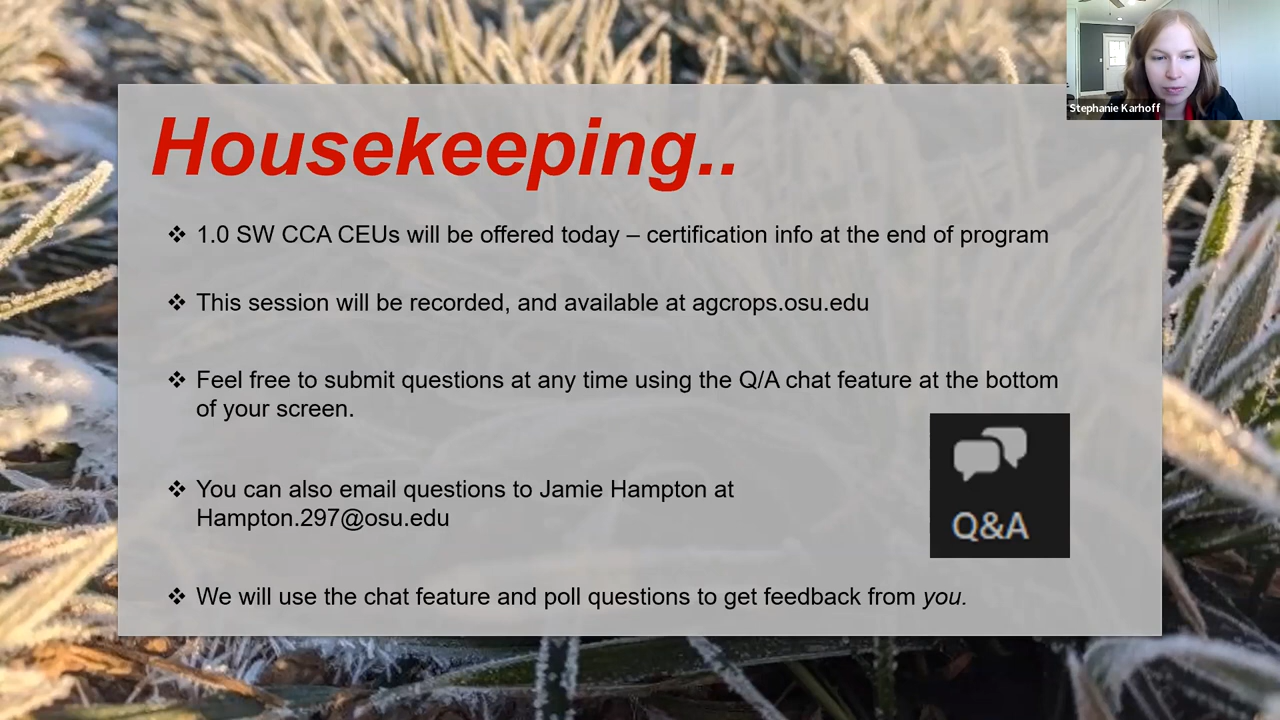 Stephanie Karhoff
Housekeeping..
❖ 1.0 SW CCA CEUs will be offered today – certification info at the end of program
❖ This session will be recorded, and available at agcrops.osu.edu
❖ Feel free to submit questions at any time using the Q/A chat feature at the bottom
of your screen.
❖ You can also email questions to Jamie Hampton at
Hampton.297@osu.edu
Q&A
❖ We will use the chat feature and poll questions to get feedback from you.